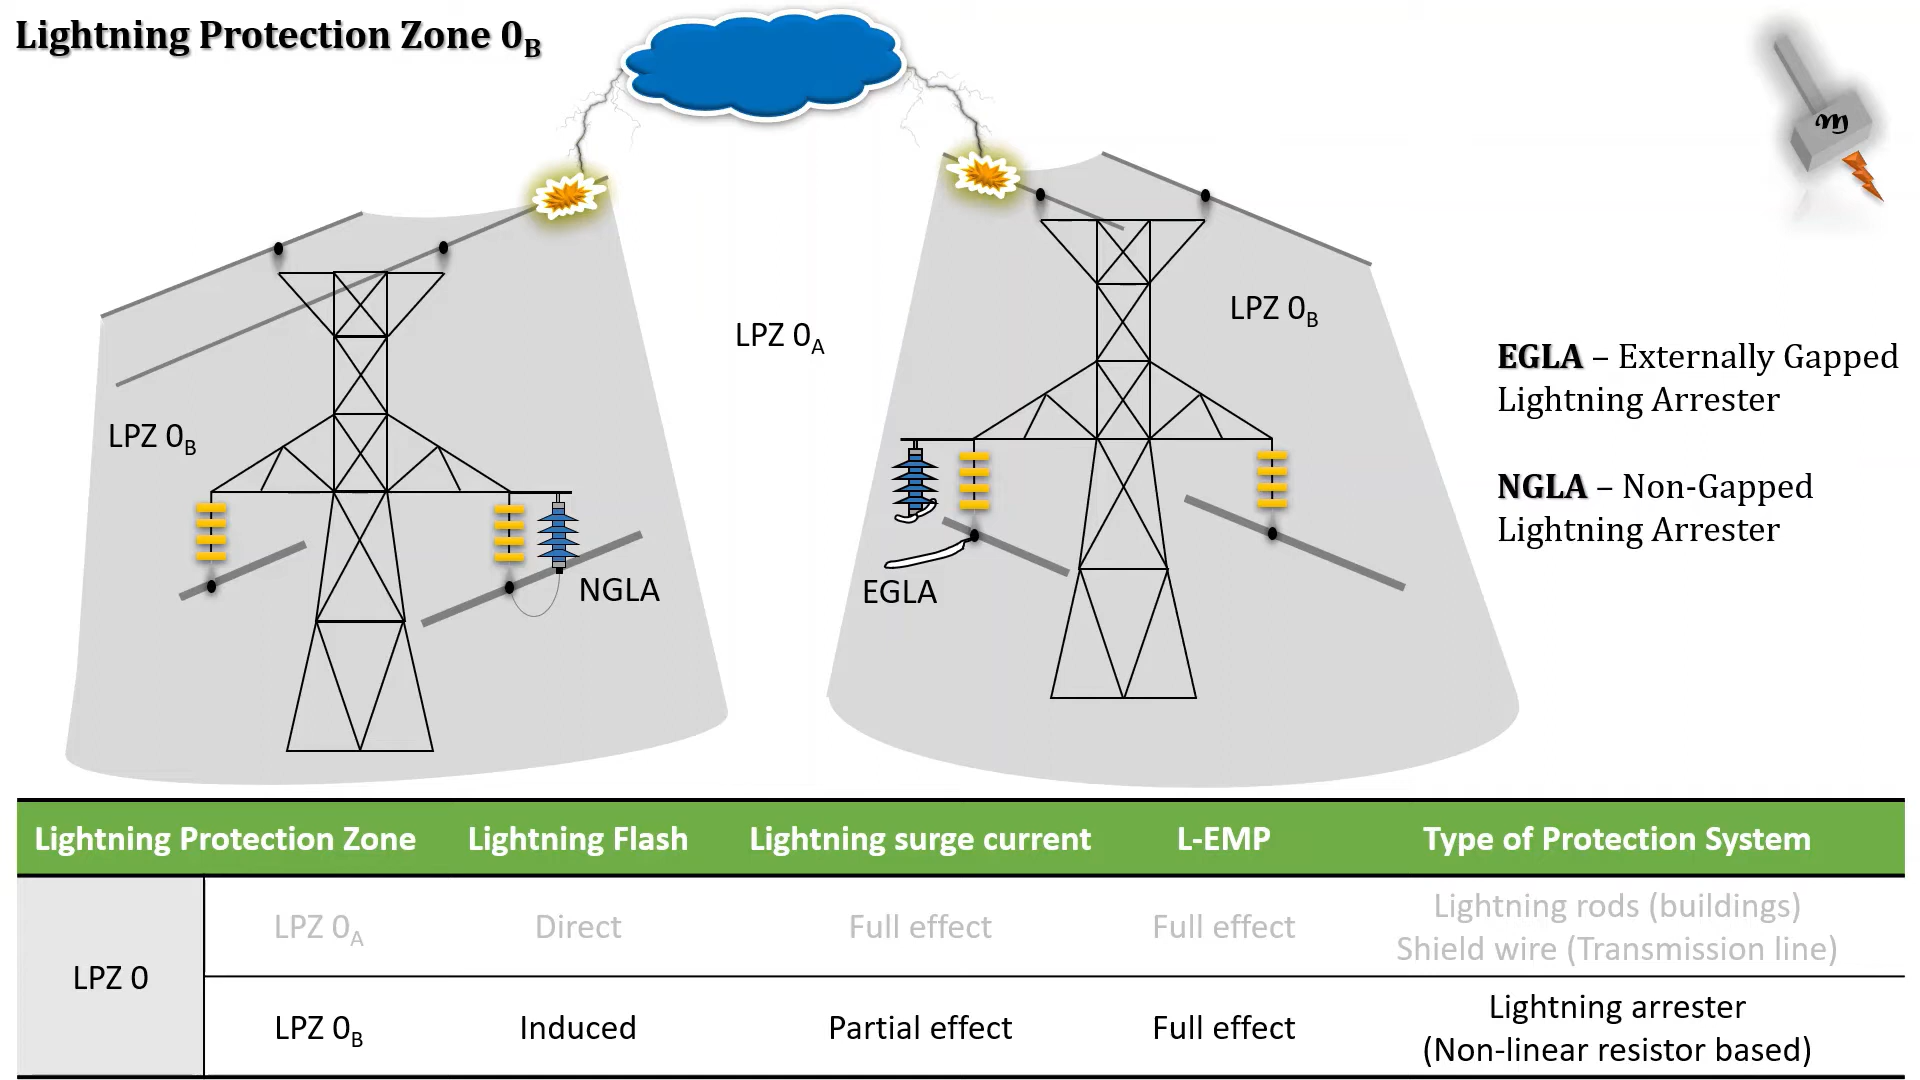 Lightning Protection Zone 0B
m
LPZ 0A
LPZ 0B
LPZ 0B
NGLA
EGLA
EGLA – Externally Gapped
Lightning Arrester
NGLA – Non-Gapped
Lightning Arrester
Lightning Protection Zone Lightning Flash Lightning surge current L-EMP Type of Protection System
LPZ 0
LPZ 0A Direct Full effect Full effect Lightning rods (buildings)
Shield wire (Transmission line)
LPZ 0B Induced Partial effect Full effect Lightning arrester
(Non-linear resistor based)